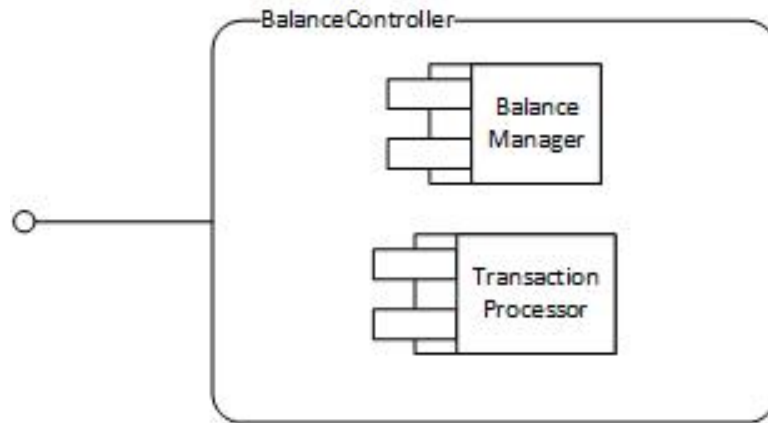 BalanceController
Balance
Manager
Transaction
Processor